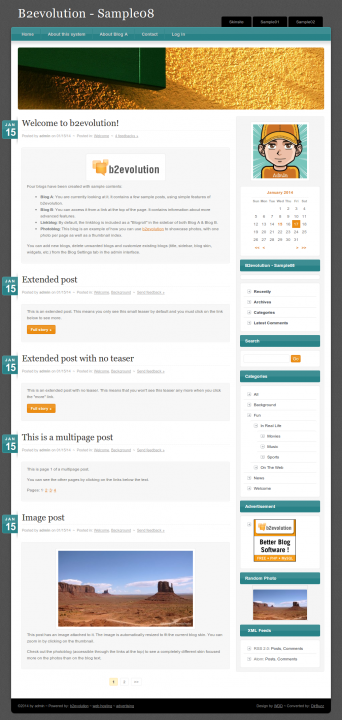 B2evolution - Sample08
Skinsite
Sample01
Sample02
Home
About this system
About Blog A
Contact
Log in
JAN
15
Welcome to b2evolution!
Posted by admin on 01/15/14 • Posted in: Welcome • 4 feedbacks »
b2evolution
Four blogs have been created with sample contents:
Blog A: You are currently looking at it. It contains a few sample posts, using simple features of
b2evolution.
Blog B: You can access it from a link at the top of the page. It contains information about more
advanced features.
Linkblog: By default, the linkblog is included as a "Blogroll" in the sidebar of both Blog A & Blog B.
Photoblog: This blog is an example of how you can use b2evolution to showcase photos, with one
photo per page as well as a thumbnail index.
You can add new blogs, delete unwanted blogs and customize existing blogs (title, sidebar, blog skin,
widgets, etc.) from the Blog Settings tab in the admin interface.
JAN
15
Extended post
Posted by admin on 01/15/14 • Posted in: Welcome, Background • Send feedback »
This is an extended post. This means you only see this small teaser by default and you must click on the link
below to see more.
Full story »
JAN
15
Extended post with no teaser
Posted by admin on 01/15/14 • Posted in: Welcome, Background • Send feedback »
This is an extended post with no teaser. This means that you won't see this teaser any more when you click
the "more" link.
Full story »
JAN
15
This is a multipage post
Posted by admin on 01/15/14 • Posted in: Welcome, Background • Send feedback »
This is page 1 of a multipage post.
You can see the other pages by clicking on the links below the text.
Pages: 1 2 3 4
JAN
15
Image post
Posted by admin on 01/15/14 • Posted in: Welcome, Background • Send feedback »
This post has an image attached to it. The image is automatically resized to fit the current blog skin. You can
zoom in by clicking on the thumbnail.
Check out the photoblog (accessible through the links at the top) to see a completely different skin focused
more on the photos than on the blog text.
1
2
>>
Admin
January 2014
Sun Mon Tue Wed Thu Fri Sat
1 2 3 4
5 6 7 8 9 10 11
12 13 14 15 16 17 18
19 20 21 22 23 24 25
B2evolution - Sample08
Recently
Archives
Categories
Latest Comments
Search
Go
Categories
All
Background
Fun
In Real Life
Movies
Music
Sports
On The Web
News
Welcome
Advertisement
b2evolution
Better Blog
Software !
Random Photo
XML Feeds
RSS 2.0: Posts, Comments
Atom: Posts, Comments
©2014 by admin • Powered by: b2evolution • web hosting •